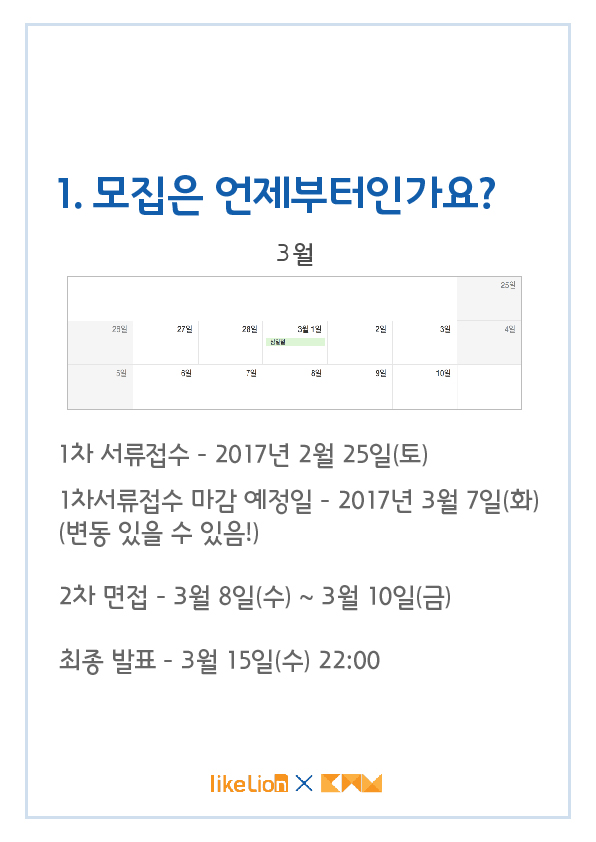 1. 모집은 언제부터인가요?
3월
25일
26일 27일 28일 3월 1일 2일 3일 4일
삼일절
5일 6일 7일 8일 9일 10일
1차 서류접수 - 2017년 2월 25일(토)
1차서류접수 마감 예정일 - 2017년 3월 7일(화)
(변동 있을 수 있음!)
2차 면접 - 3월 8일(수) ~ 3월 10일(금)
최종 발표 - 3월 15일(수) 22:00
likeLion X